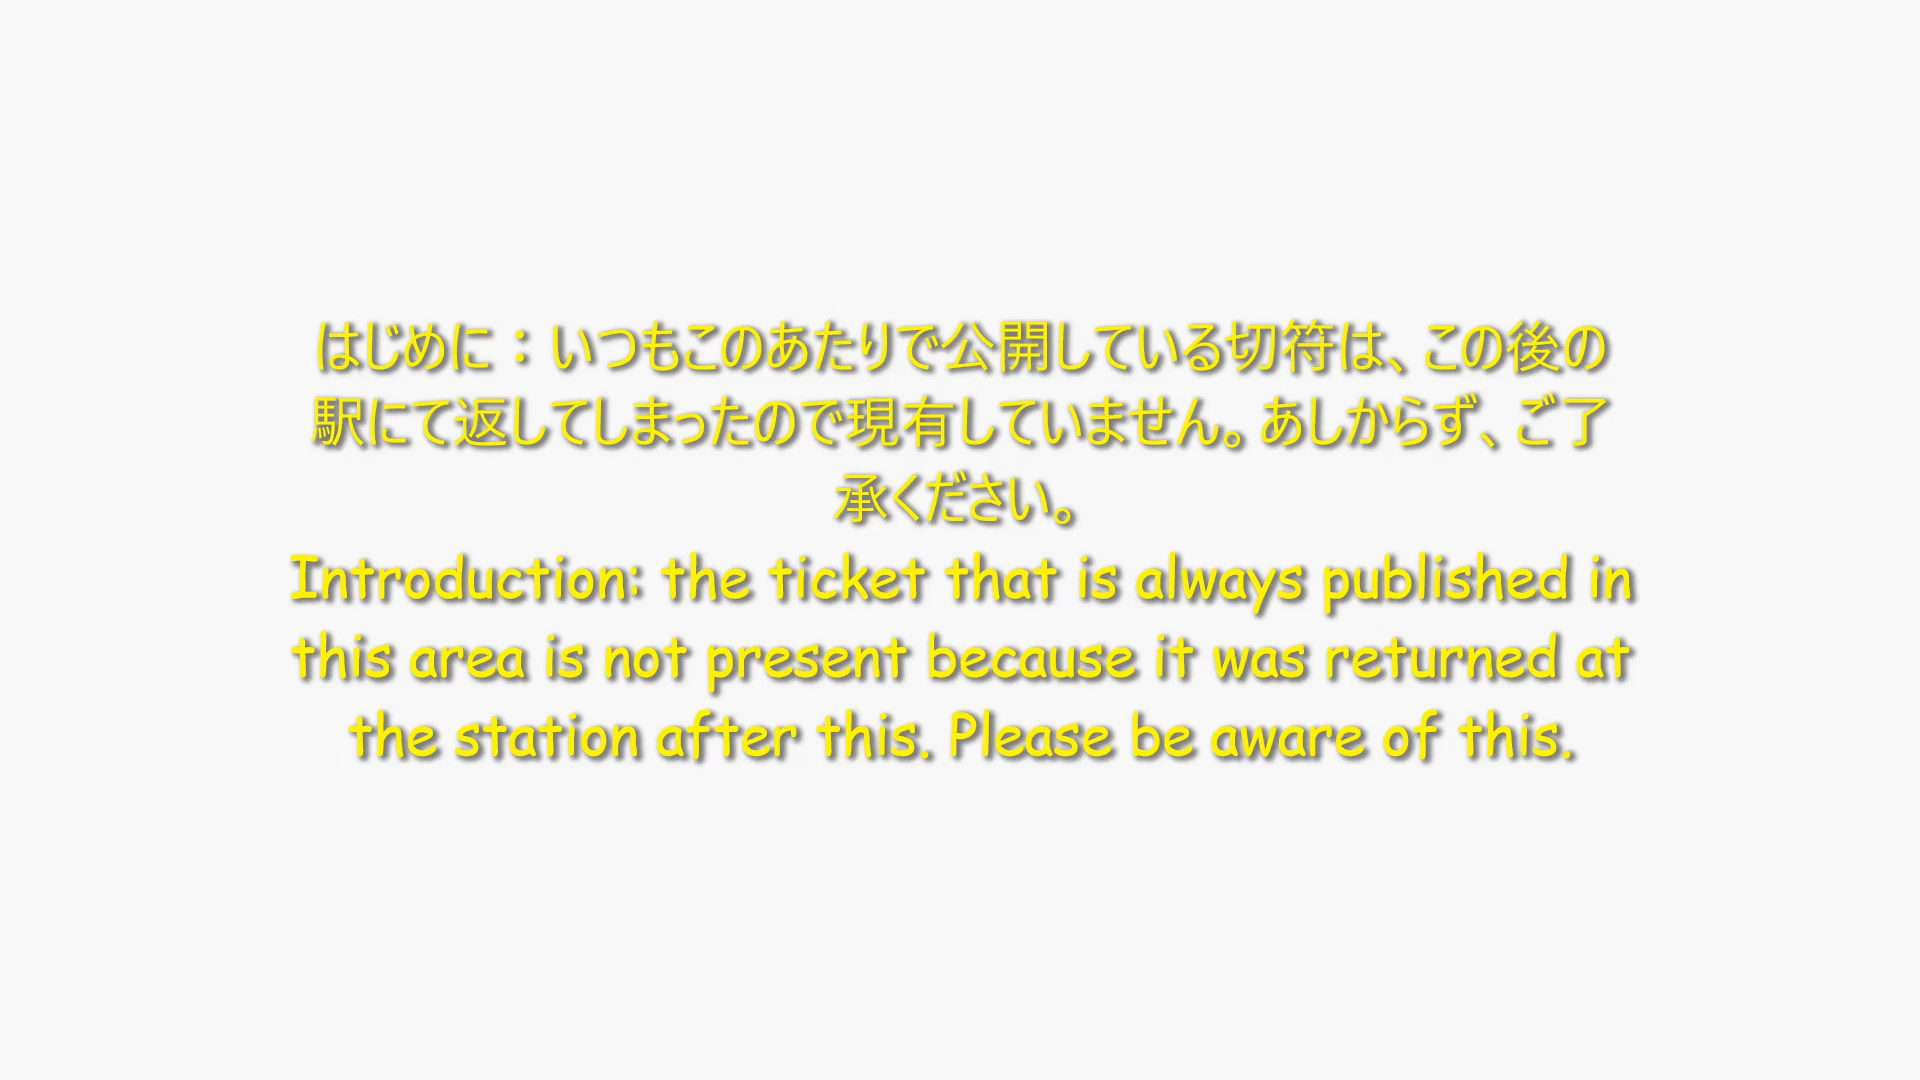 はじめに：いつもこのあたりで公開している切符は、この後の
駅にて返してしまったので現有していません。あしからず、ご了
承ください。
Introduction: the ticket that is always published in
this area is not present because it was returned at
the station after this. Please be aware of this.